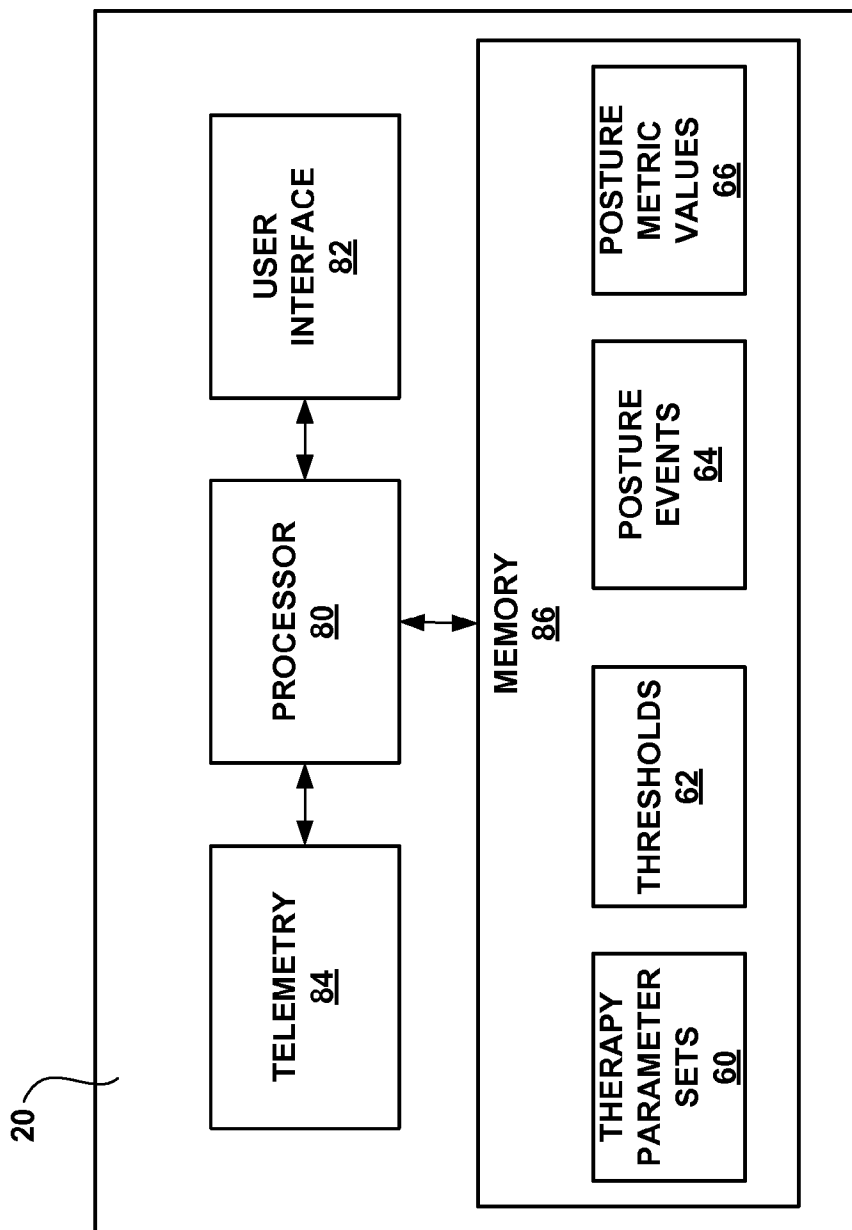 20
TELEMETRY
84
PROCESSOR
80
USER
INTERFACE
82
MEMORY
86
THERAPY
PARAMETER
SETS
60
THRESHOLDS
62
POSTURE
EVENTS
64
POSTURE
METRIC
VALUES
66